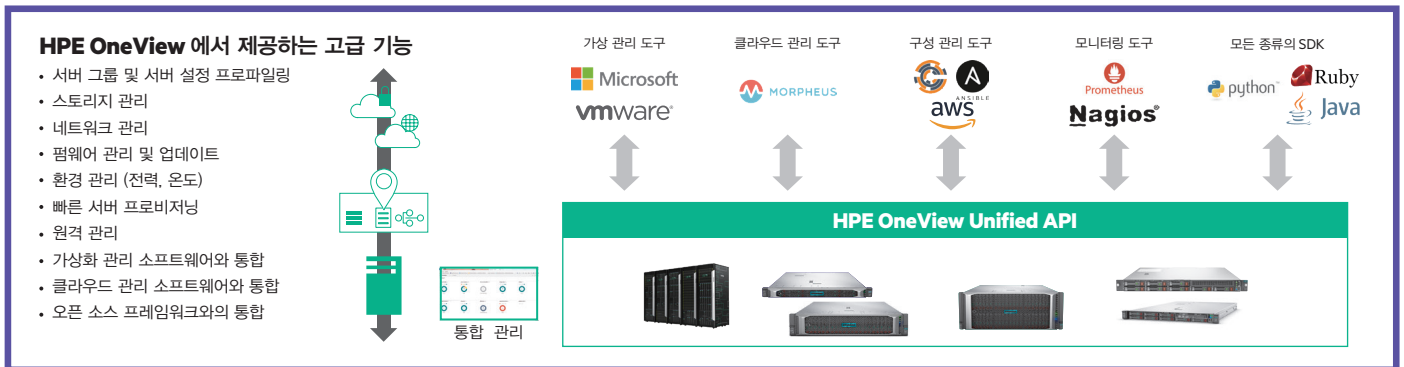 HPE OneView 에서 제공하는 고급 기능
• 서버 그룹 및 서버 설정 프로파일링
• 스토리지 관리
• 네트워크 관리
• 펌웨어 관리 및 업데이트
• 환경 관리 (전력, 온도)
• 빠른 서버 프로비저닝
• 원격 관리
• 가상화 관리 소프트웨어와 통합
• 클라우드 관리 소프트웨어와 통합
• 오픈 소스 프레임워크와의 통합
통합 관리
가상 관리 도구
Microsoft
vmware®
클라우드 관리 도구
MORPHEUS
구성 관리 도구
ANSIBLE
aws
모니터링 도구
Prometheus
Nagios®
모든 종류의 SDK
python™
Ruby
Java
HPE OneView Unified API